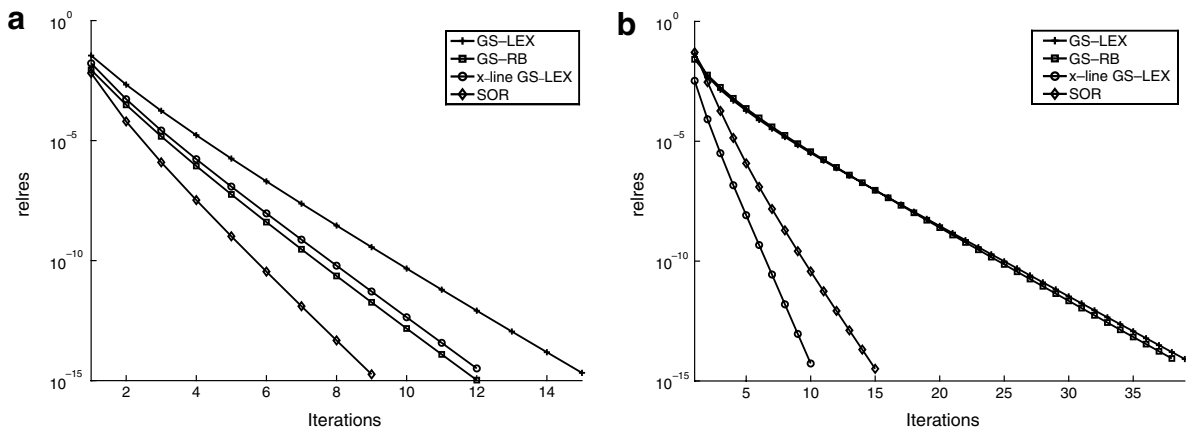 a
10^0
10^-5
10^-10
10^-15
relres
2
4
6
8
10
12
14
Iterations
GS-LEX
GS-RB
x-line GS-LEX
SOR
b
10^0
10^-5
10^-10
10^-15
relres
5
10
15
20
25
30
35
Iterations
GS-LEX
GS-RB
x-line GS-LEX
SOR